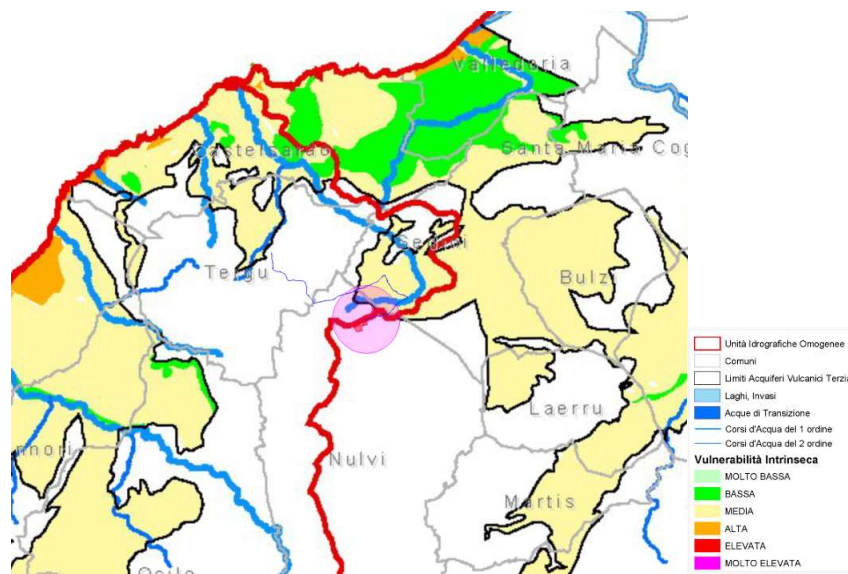 Valledoria
Castelsardo
Santa Maria Cog
Sedini
Tergu
Bulz
Laerru
Nulvi
nnori
Martis
Osilo
Unità Idrografiche Omogenee
Comuni
Limiti Acquiferi Vulcanici Terzia
Laghi, Invasi
Acque di Transizione
Corsi d'Acqua del 1 ordine
Corsi d'Acqua del 2 ordine
Vulnerabilità Intrinseca
MOLTO BASSA
BASSA
MEDIA
ALTA
ELEVATA
MOLTO ELEVATA